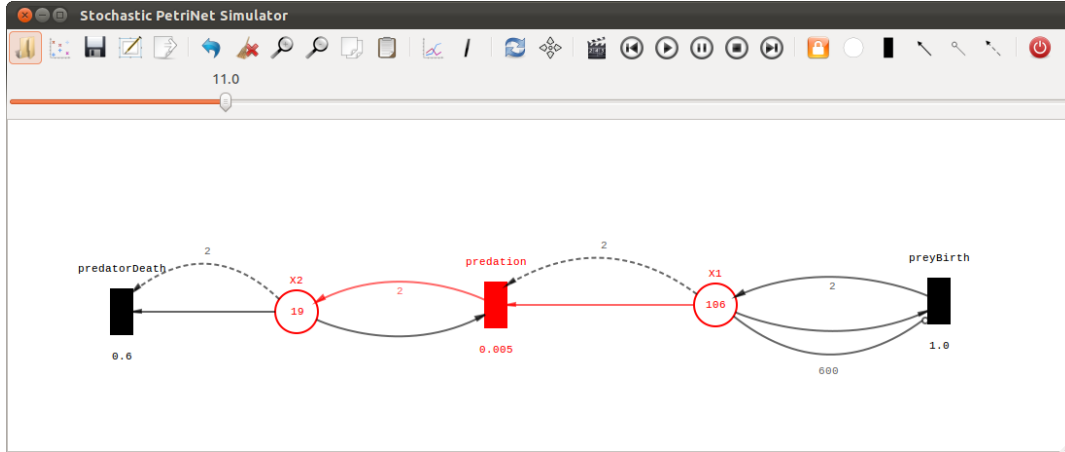 Stochastic PetriNet Simulator
11.0
2
2
predation
preyBirth
predatorDeath
X2
X1
2
2
19
106
0.6
0.005
1.0
600